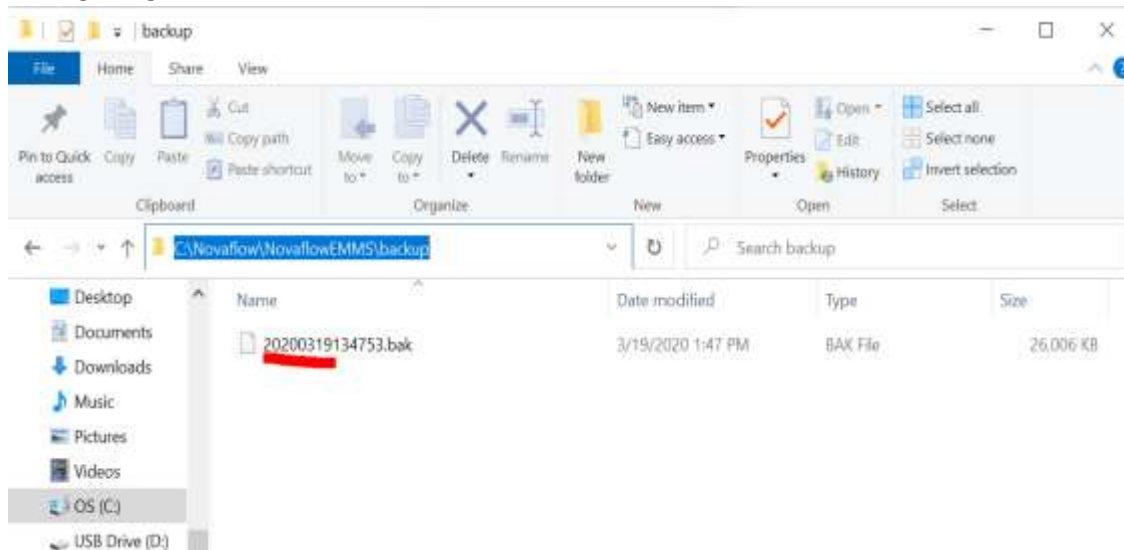 backup
File Home Share View
Pin to Quick access
Copy
Paste
Cut
Copy path
Paste shortcut
Clipboard
Move to
Copy to
Delete
Rename
Organize
New folder
New item
Easy access
New
Properties
Open
Edit
History
Open
Select all
Select none
Invert selection
Select
C:\Novaflow\NovaflowEMMS\backup
Search backup
Name Date modified Type Size
20200319134753.bak 3/19/2020 1:47 PM BAK File 26,006 KB
Desktop
Documents
Downloads
Music
Pictures
Videos
OS (C:)
USB Drive (D:)